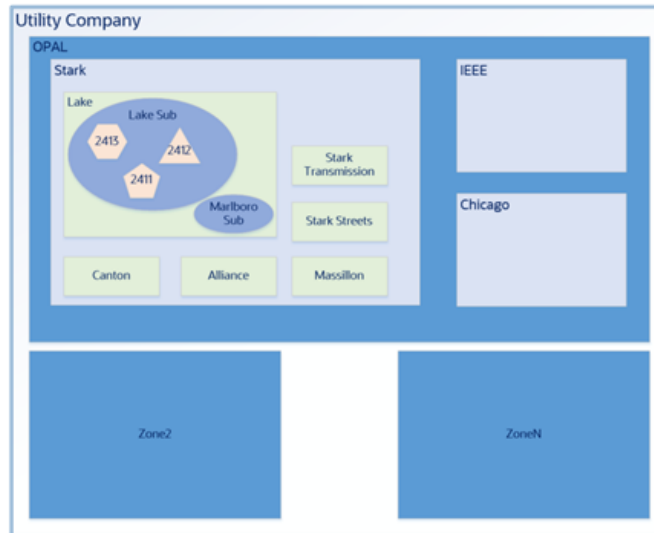 Utility Company
OPAL
Stark
IEEE
Lake
Lake Sub
2413
2412
2411
Stark
Transmission
Marlboro
Sub
Stark Streets
Chicago
Canton
Alliance
Massillon
Zone2
ZoneN